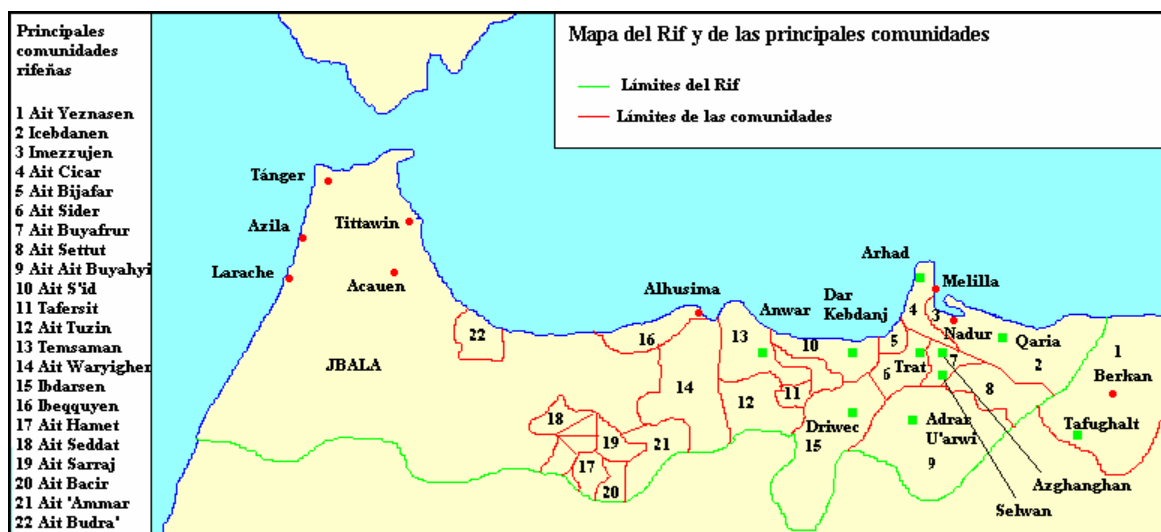 Principales
comunidades
rifeñas
1 Ait Yeznasen
2 Icebdanen
3 Imezzujen
4 Ait Cicar
5 Ait Bijafar
6 Ait Sider
7 Ait Buyafrur
8 Ait Settut
9 Ait Ait Buyahyi
10 Ait S'id
11 Tafersit
12 Ait Tuzin
13 Temsaman
14 Ait Waryigher
15 Ibdarsen
16 Ibeqquyen
17 Ait Hamet
18 Ait Seddat
19 Ait Sarraj
20 Ait Bacir
21 Ait 'Ammar
22 Ait Budra'
Mapa del Rif y de las principales comunidades
Límites del Rif
Límites de las comunidades
Tánger
Tittawin
Azila
Larache
Acauen
JBALA
Alhusima
Anwar
Dar
Kebdanj
Arhad
Melilla
Nadur
Qaria
Trat
Berkan
Tafughalt
Driwec
Adrar
U'arwi
Azghanghan
Selwan
22
16
13
10
5
4
3
7
2
1
6
8
14
12
11
15
9
18
19
21
17
20